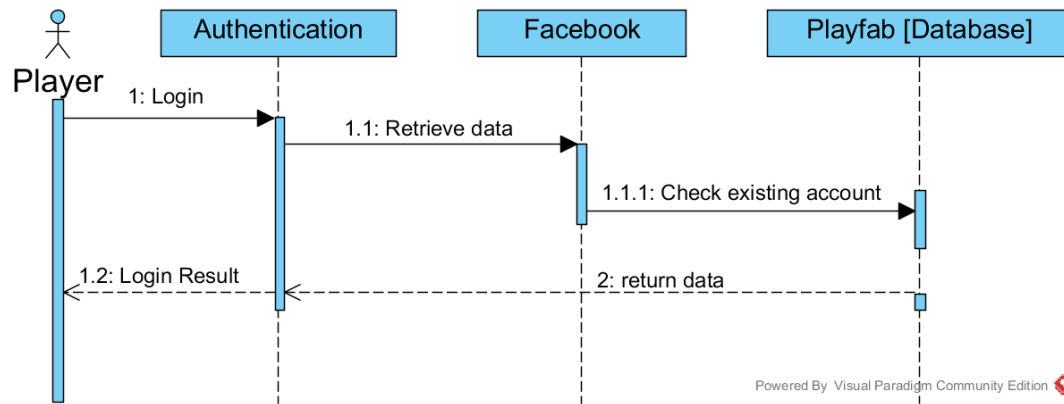 Player
Authentication
Facebook
Playfab [Database]
1: Login
1.1: Retrieve data
1.1.1: Check existing account
1.2: Login Result
2: return data
Powered By Visual Paradigm Community Edition